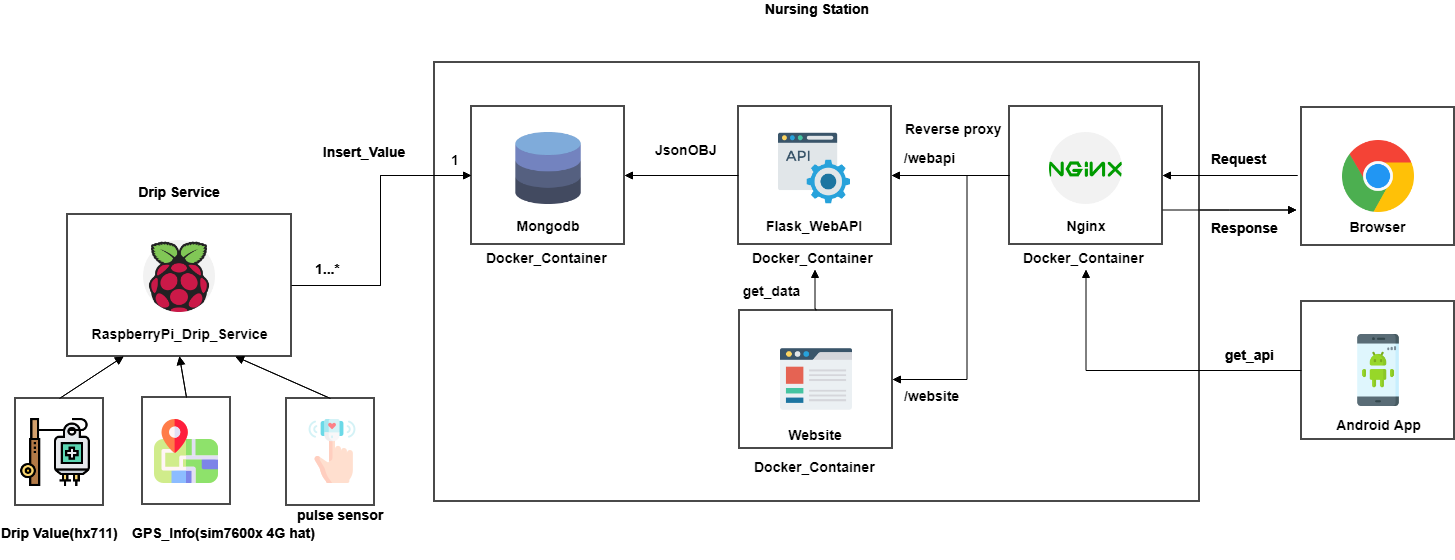 Nursing Station
Insert_Value
1
JsonOBJ
Reverse proxy
/webapi
Request
Response
API
NGINX
Mongodb
Flask_WebAPI
Nginx
Browser
Docker_Container
Docker_Container
Docker_Container
Drip Service
1...*
RaspberryPi_Drip_Service
get_data
get_api
/website
Website
Docker_Container
Android App
pulse sensor
Drip Value(hx711)
GPS_Info(sim7600x 4G hat)